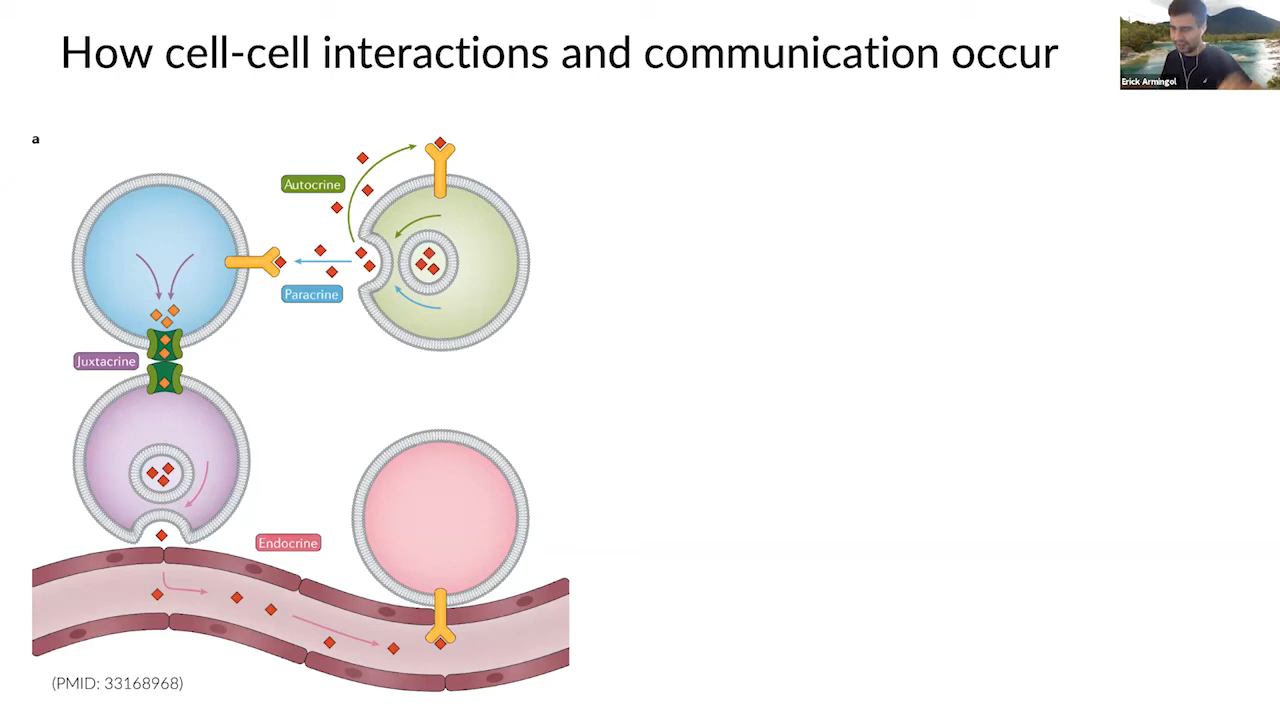 How cell-cell interactions and communication occur
Erick Armingol
a
Autocrine
Paracrine
Juxtacrine
Endocrine
(PMID: 33168968)